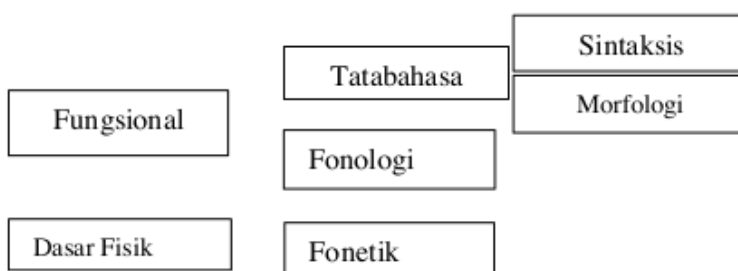 Sintaksis
Tatabahasa
Morfologi
Fungsional
Fonologi
Dasar Fisik
Fonetik